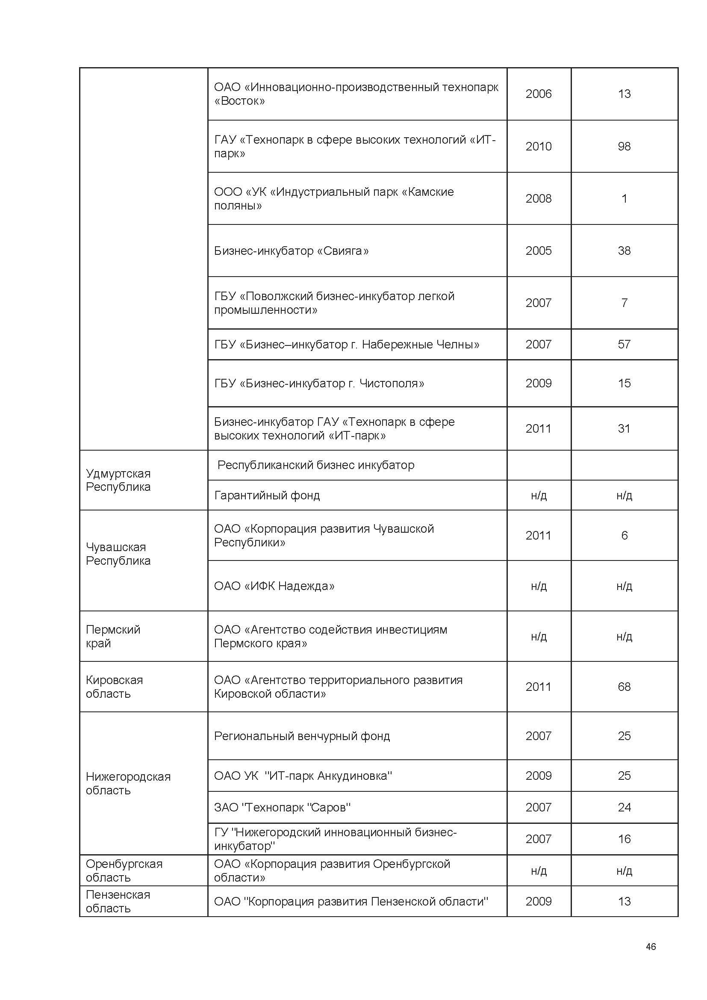 ОАО «Инновационно-производственный технопарк
«Восток»
2006
13
ГАУ «Технопарк в сфере высоких технологий «ИТ-
парк»
2010
98
ООО «УК «Индустриальный парк «Камские
поляны»
2008
1
Бизнес-инкубатор «Свияга»
2005
38
ГБУ «Поволжский бизнес-инкубатор легкой
промышленности»
2007
7
ГБУ «Бизнес–инкубатор г. Набережные Челны»
2007
57
ГБУ «Бизнес-инкубатор г. Чистополя»
2009
15
Бизнес-инкубатор ГАУ «Технопарк в сфере
высоких технологий «ИТ-парк»
2011
31
Удмуртская
Республика
Республиканский бизнес инкубатор
Гарантийный фонд
н/д
н/д
Чувашская
Республика
ОАО «Корпорация развития Чувашской
Республики»
2011
6
ОАО «ИФК Надежда»
н/д
н/д
Пермский
край
ОАО «Агентство содействия инвестициям
Пермского края»
н/д
н/д
Кировская
область
ОАО «Агентство территориального развития
Кировской области»
2011
68
Нижегородская
область
Региональный венчурный фонд
2007
25
ОАО УК  "ИТ-парк Анкудиновка"
2009
25
ЗАО "Технопарк "Саров"
2007
24
ГУ "Нижегородский инновационный бизнес-
инкубатор"
2007
16
Оренбургская
область
ОАО «Корпорация развития Оренбургской
области»
н/д
н/д
Пензенская
область
ОАО "Корпорация развития Пензенской области"
2009
13
46